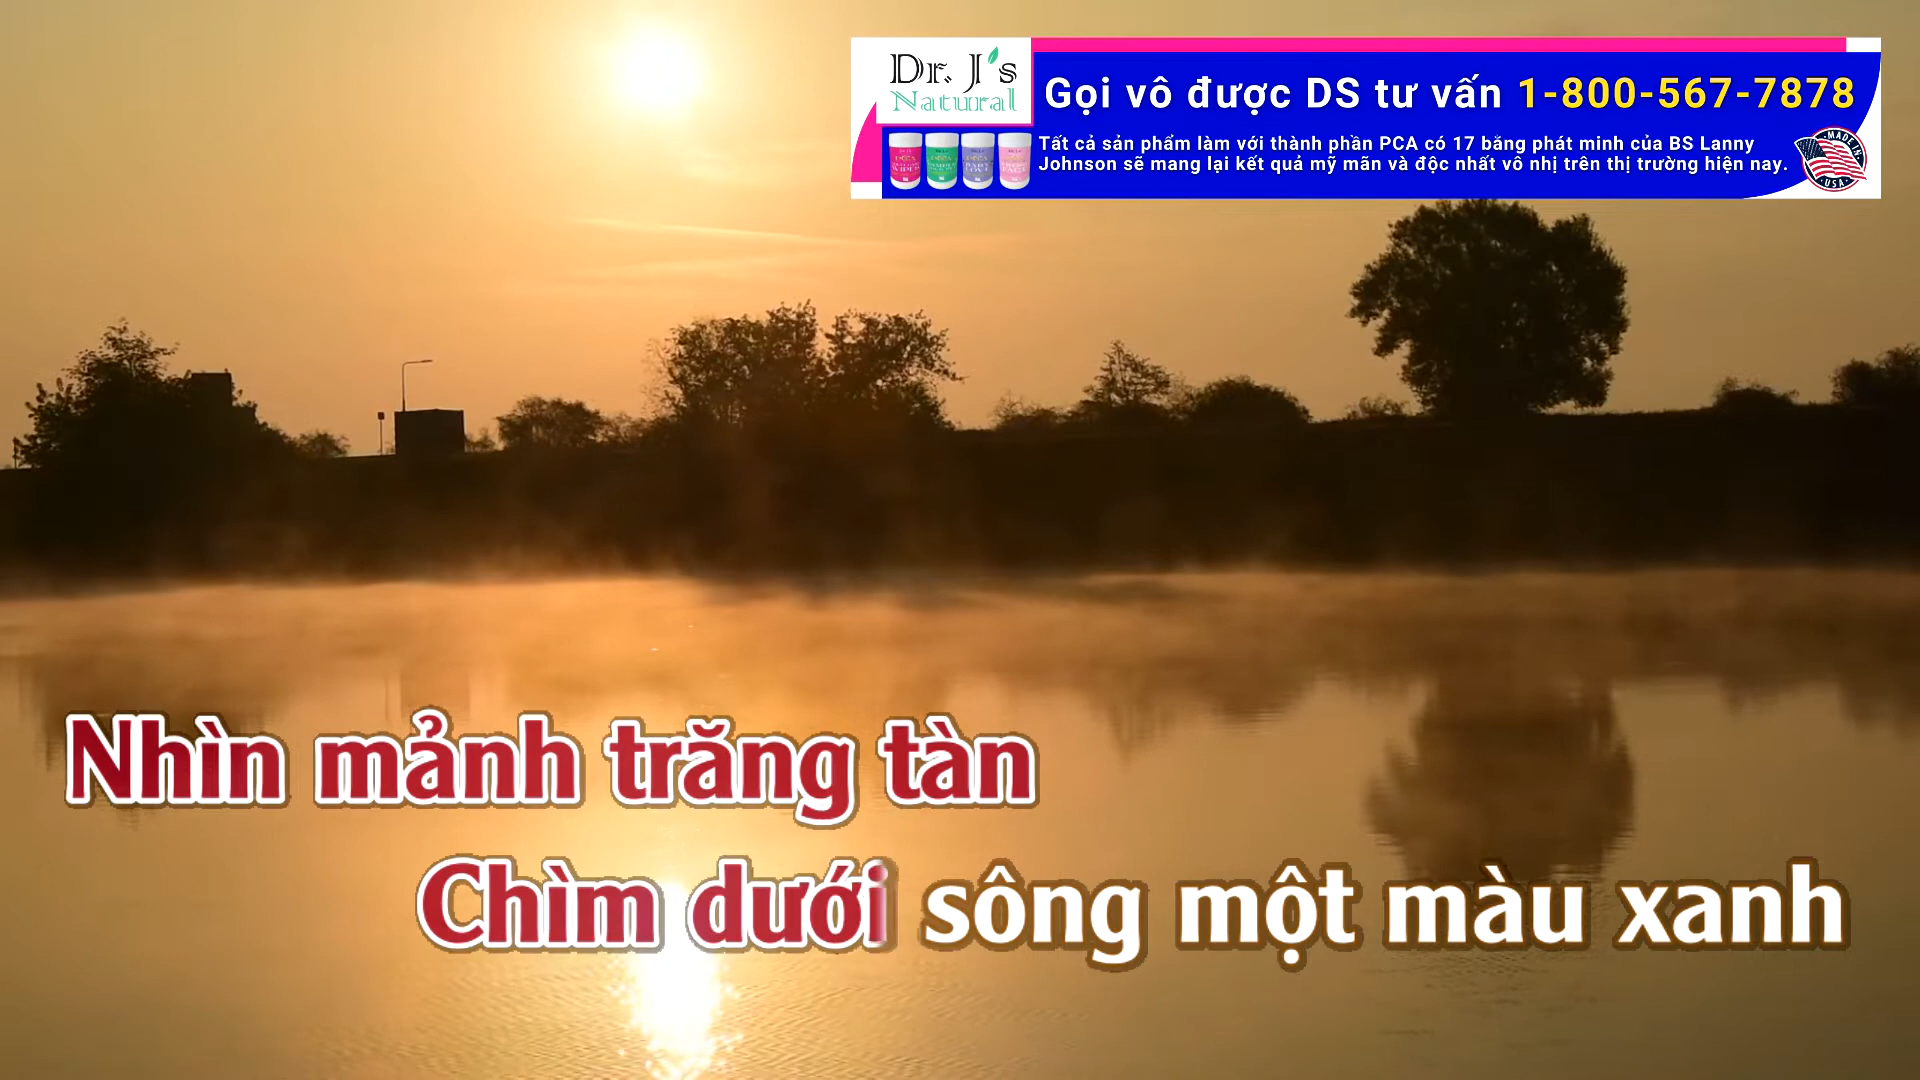 Dr. J's
Natural
Gọi vô được DS tư vấn 1-800-567-7878
Tất cả sản phẩm làm với thành phần PCA có 17 bằng phát minh của BS Lanny
Johnson sẽ mang lại kết quả mỹ mãn và độc nhất vô nhị trên thị trường hiện nay.
MADE IN
USA
Nhìn mảnh trăng tàn
Chìm dưới sông một màu xanh